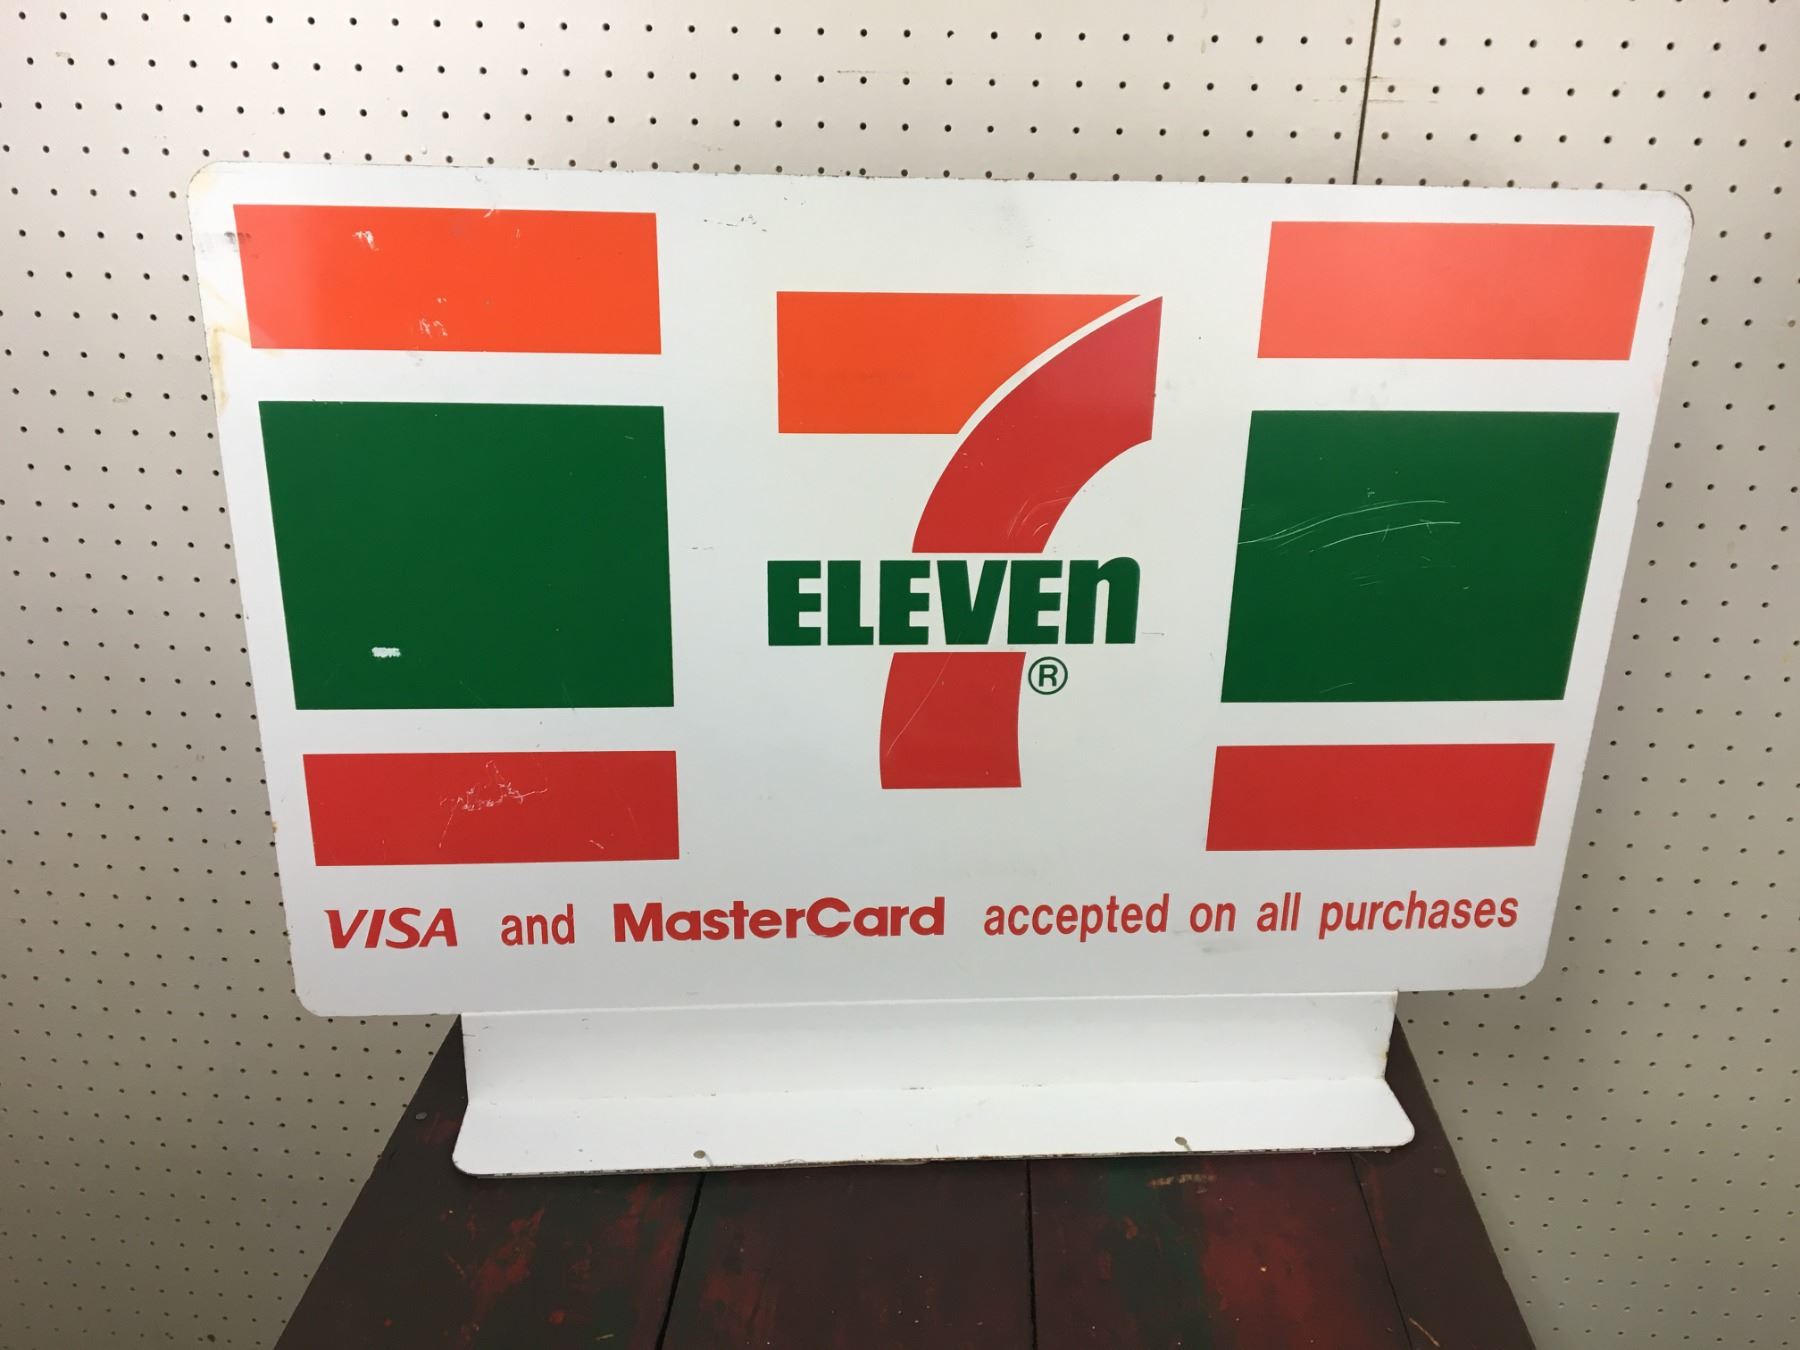 7
ELEVEn
®
VISA and MasterCard accepted on all purchases